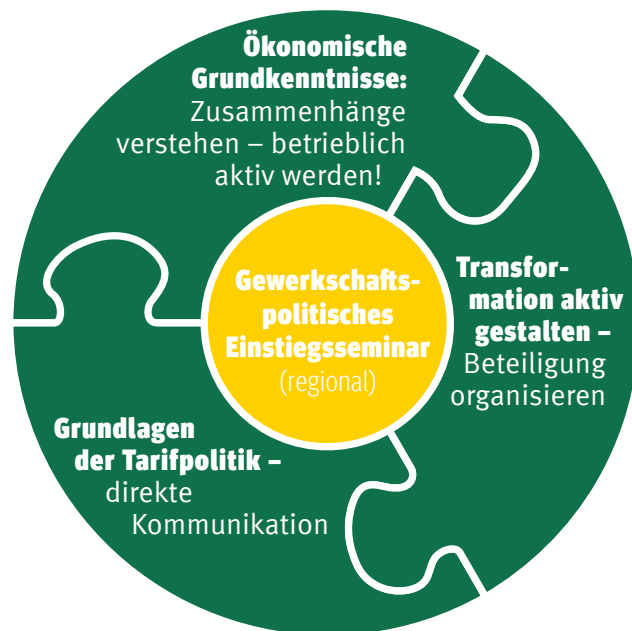 Ökonomische
Grundkenntnisse:
Zusammenhänge
verstehen – betrieblich
aktiv werden!
Gewerkschafts-
politisches
Einstiegsseminar
(regional)
Transfor-
mation aktiv
gestalten –
Beteiligung
organisieren
Grundlagen
der Tarifpolitik –
direkte
Kommunikation